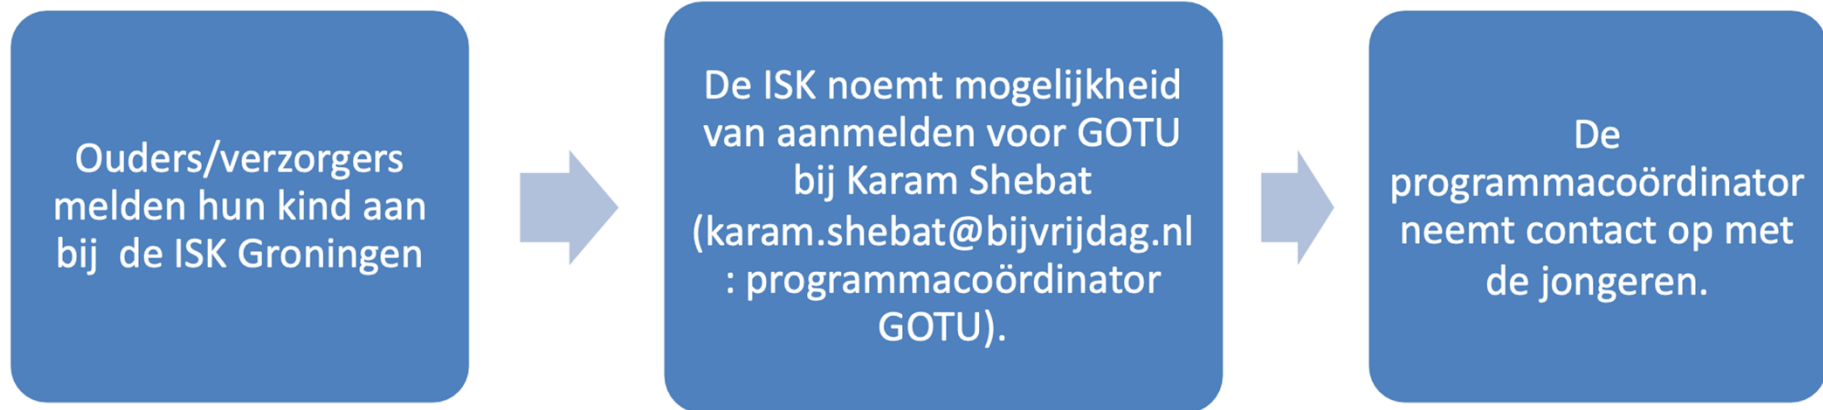 Ouders/verzorgers
melden hun kind aan
bij  de ISK Groningen
De ISK noemt mogelijkheid
van aanmelden voor GOTU
bij Karam Shebat
(karam.shebat@bijvrijdag.nl
: programmacoördinator
GOTU).
De
programmacoördinator
neemt contact op met
de jongeren.